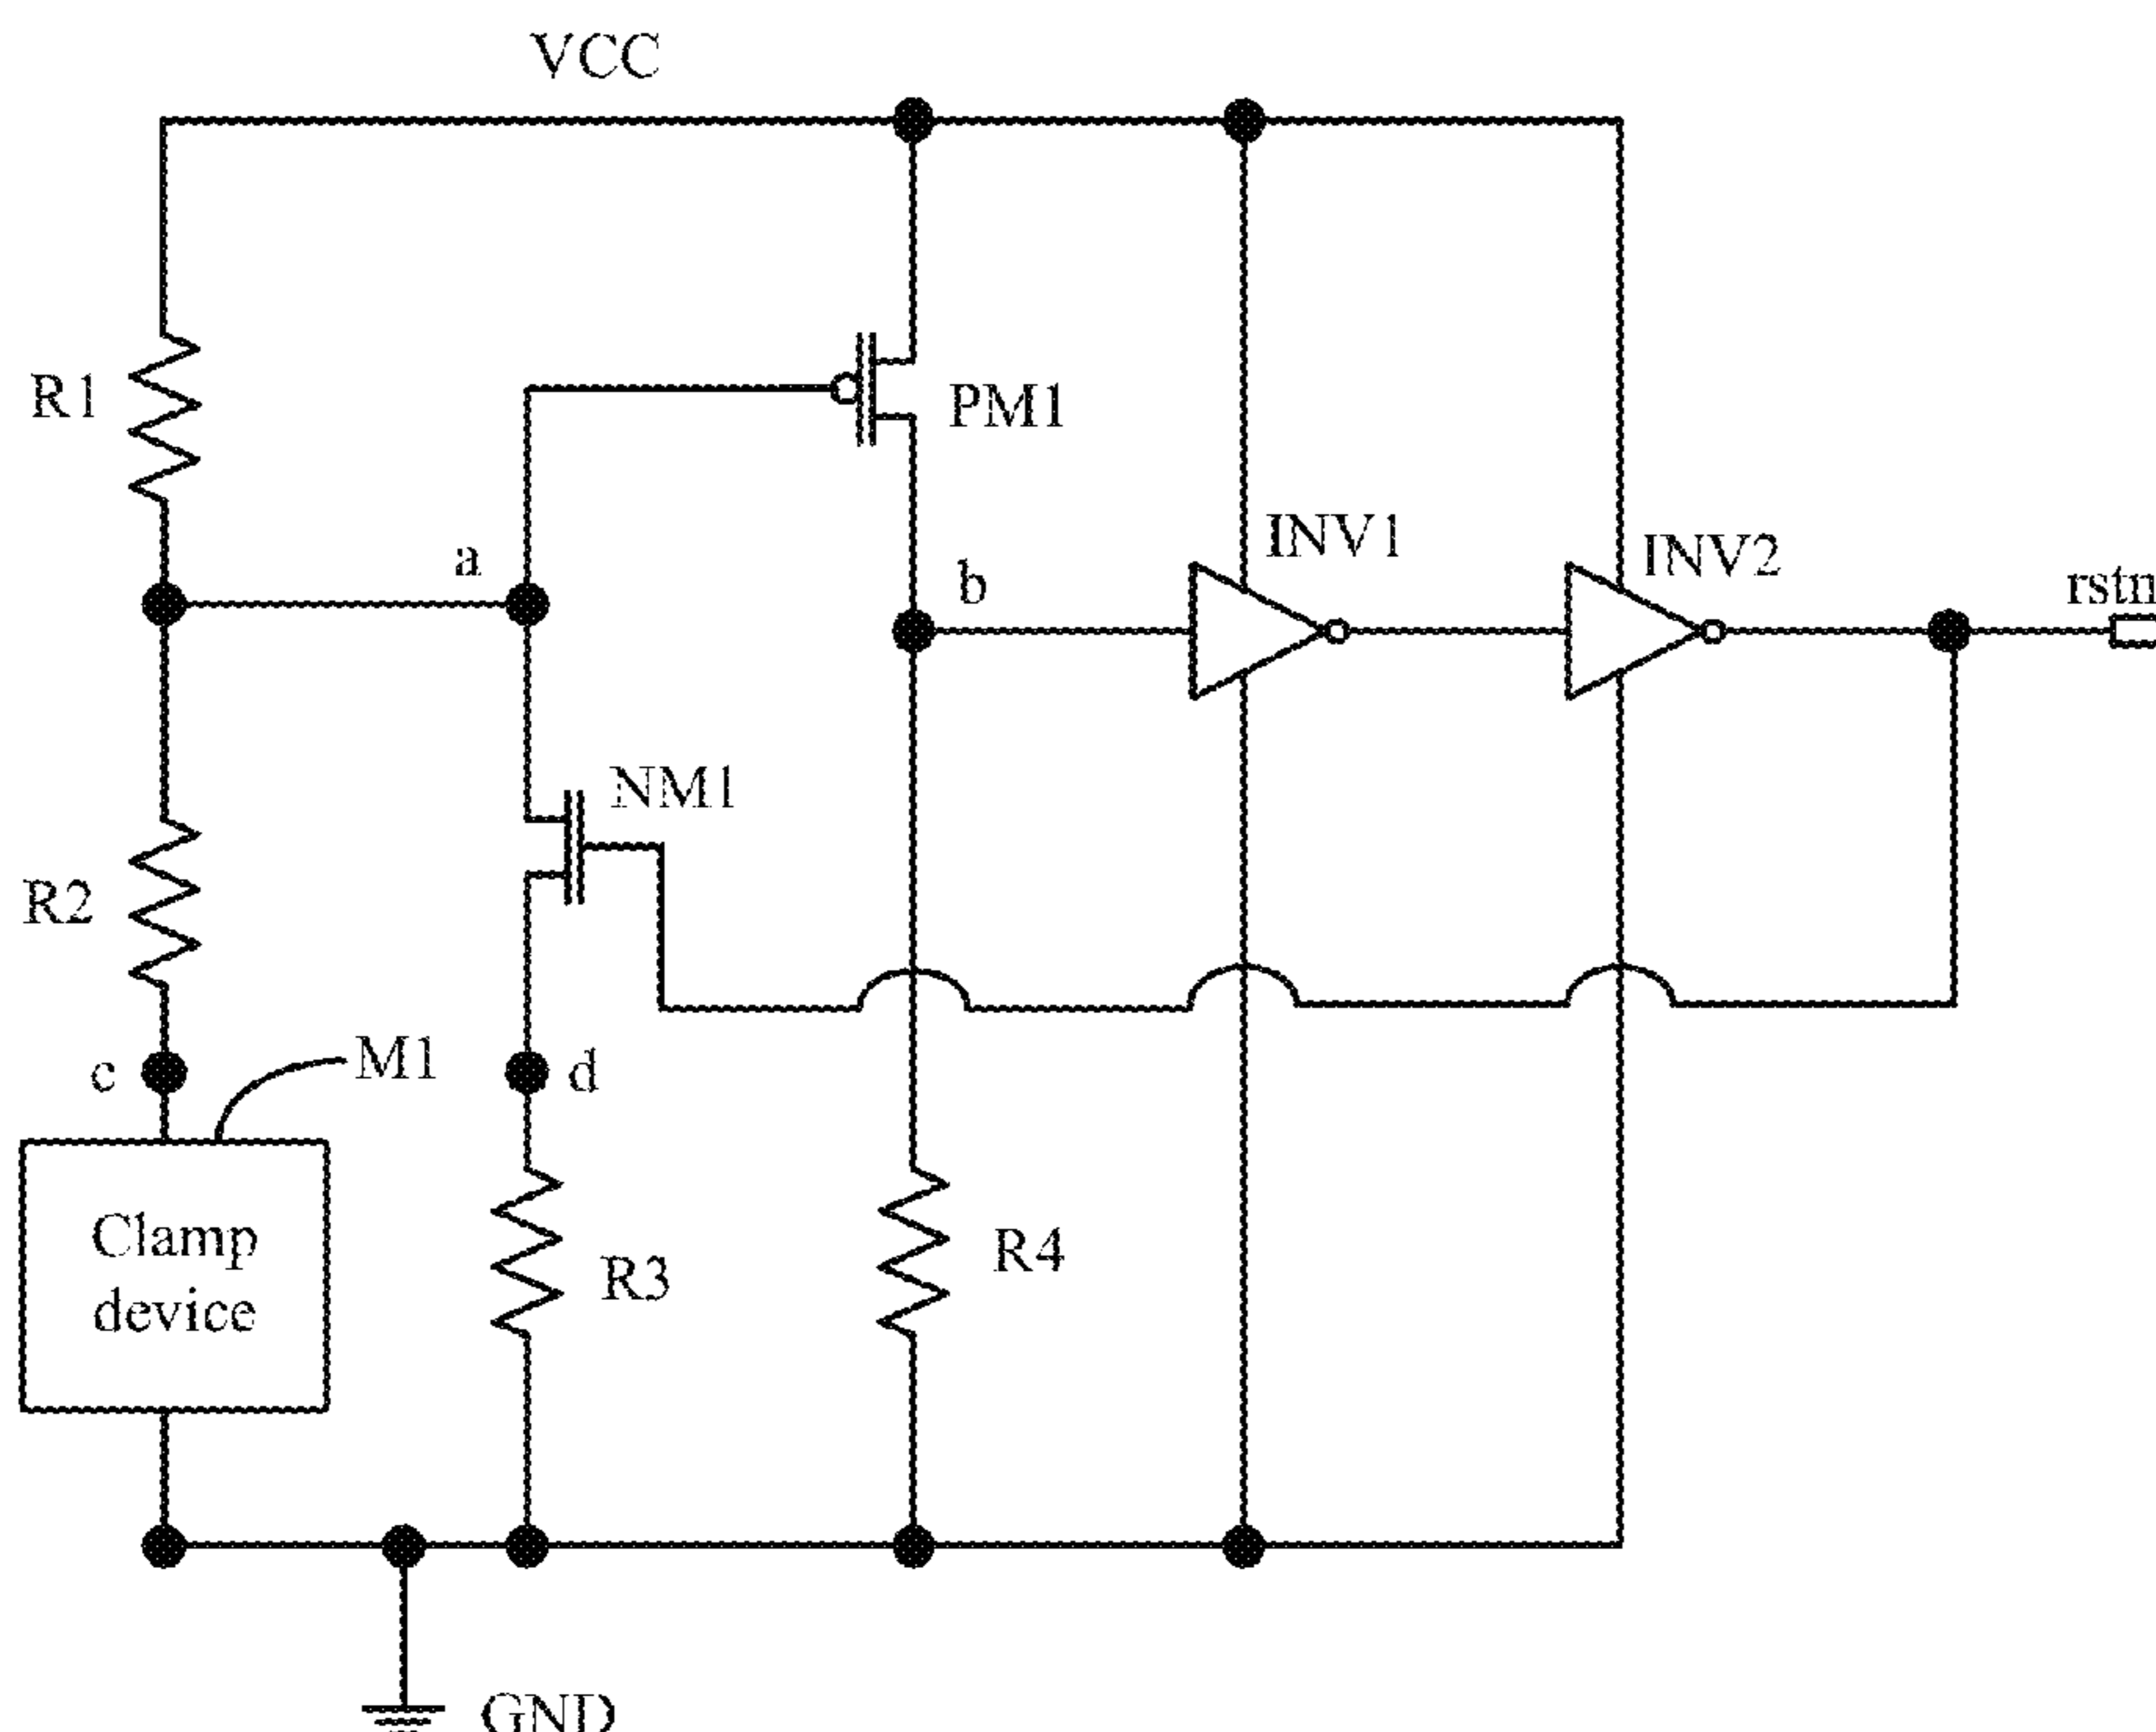 VCC
R1
PM1
a
b
INV1
INV2
rstn
NM1
R2
c
M1
d
Clamp
device
R3
R4
GND